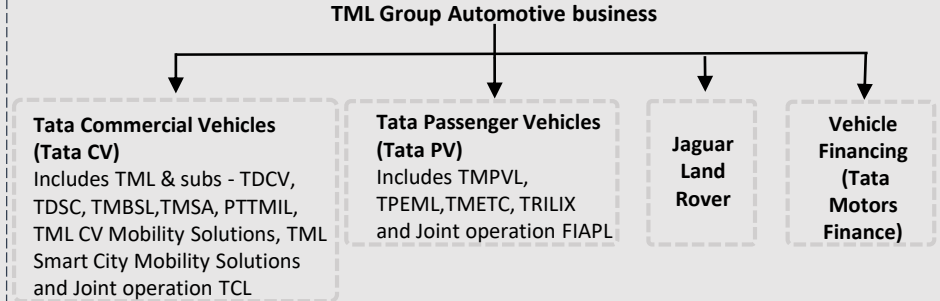 TML Group Automotive business
Tata Commercial Vehicles
(Tata CV)
Includes TML & subs - TDCV,
TDSC, TMBSL,TMSA, PTTMIL,
TML CV Mobility Solutions, TML
Smart City Mobility Solutions
and Joint operation TCL
Tata Passenger Vehicles
(Tata PV)
Includes TMPVL,
TPEML,TMETC, TRILIX
and Joint operation FIAPL
Jaguar
Land
Rover
Vehicle
Financing
(Tata
Motors
Finance)